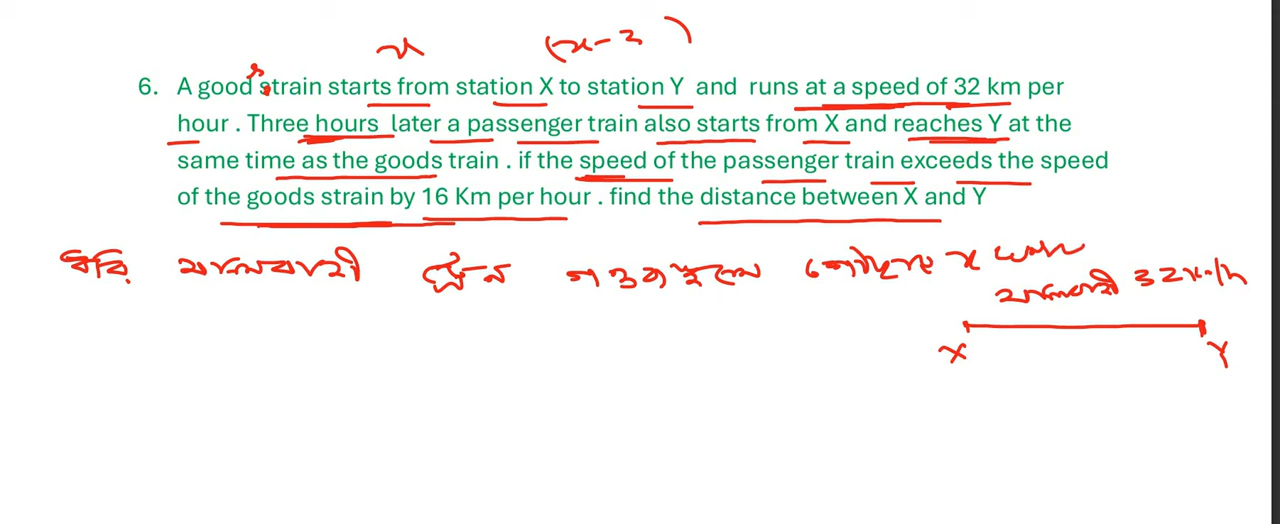 x (x-3)
6. A good s strain starts from station X to station Y and runs at a speed of 32 km per
hour . Three hours later a passenger train also starts from X and reaches Y at the
same time as the goods train . if the speed of the passenger train exceeds the speed
of the goods strain by 16 Km per hour . find the distance between X and Y
ধরি মালবাহী ট্রেন x
মালবাহী 32 km/h
X Y